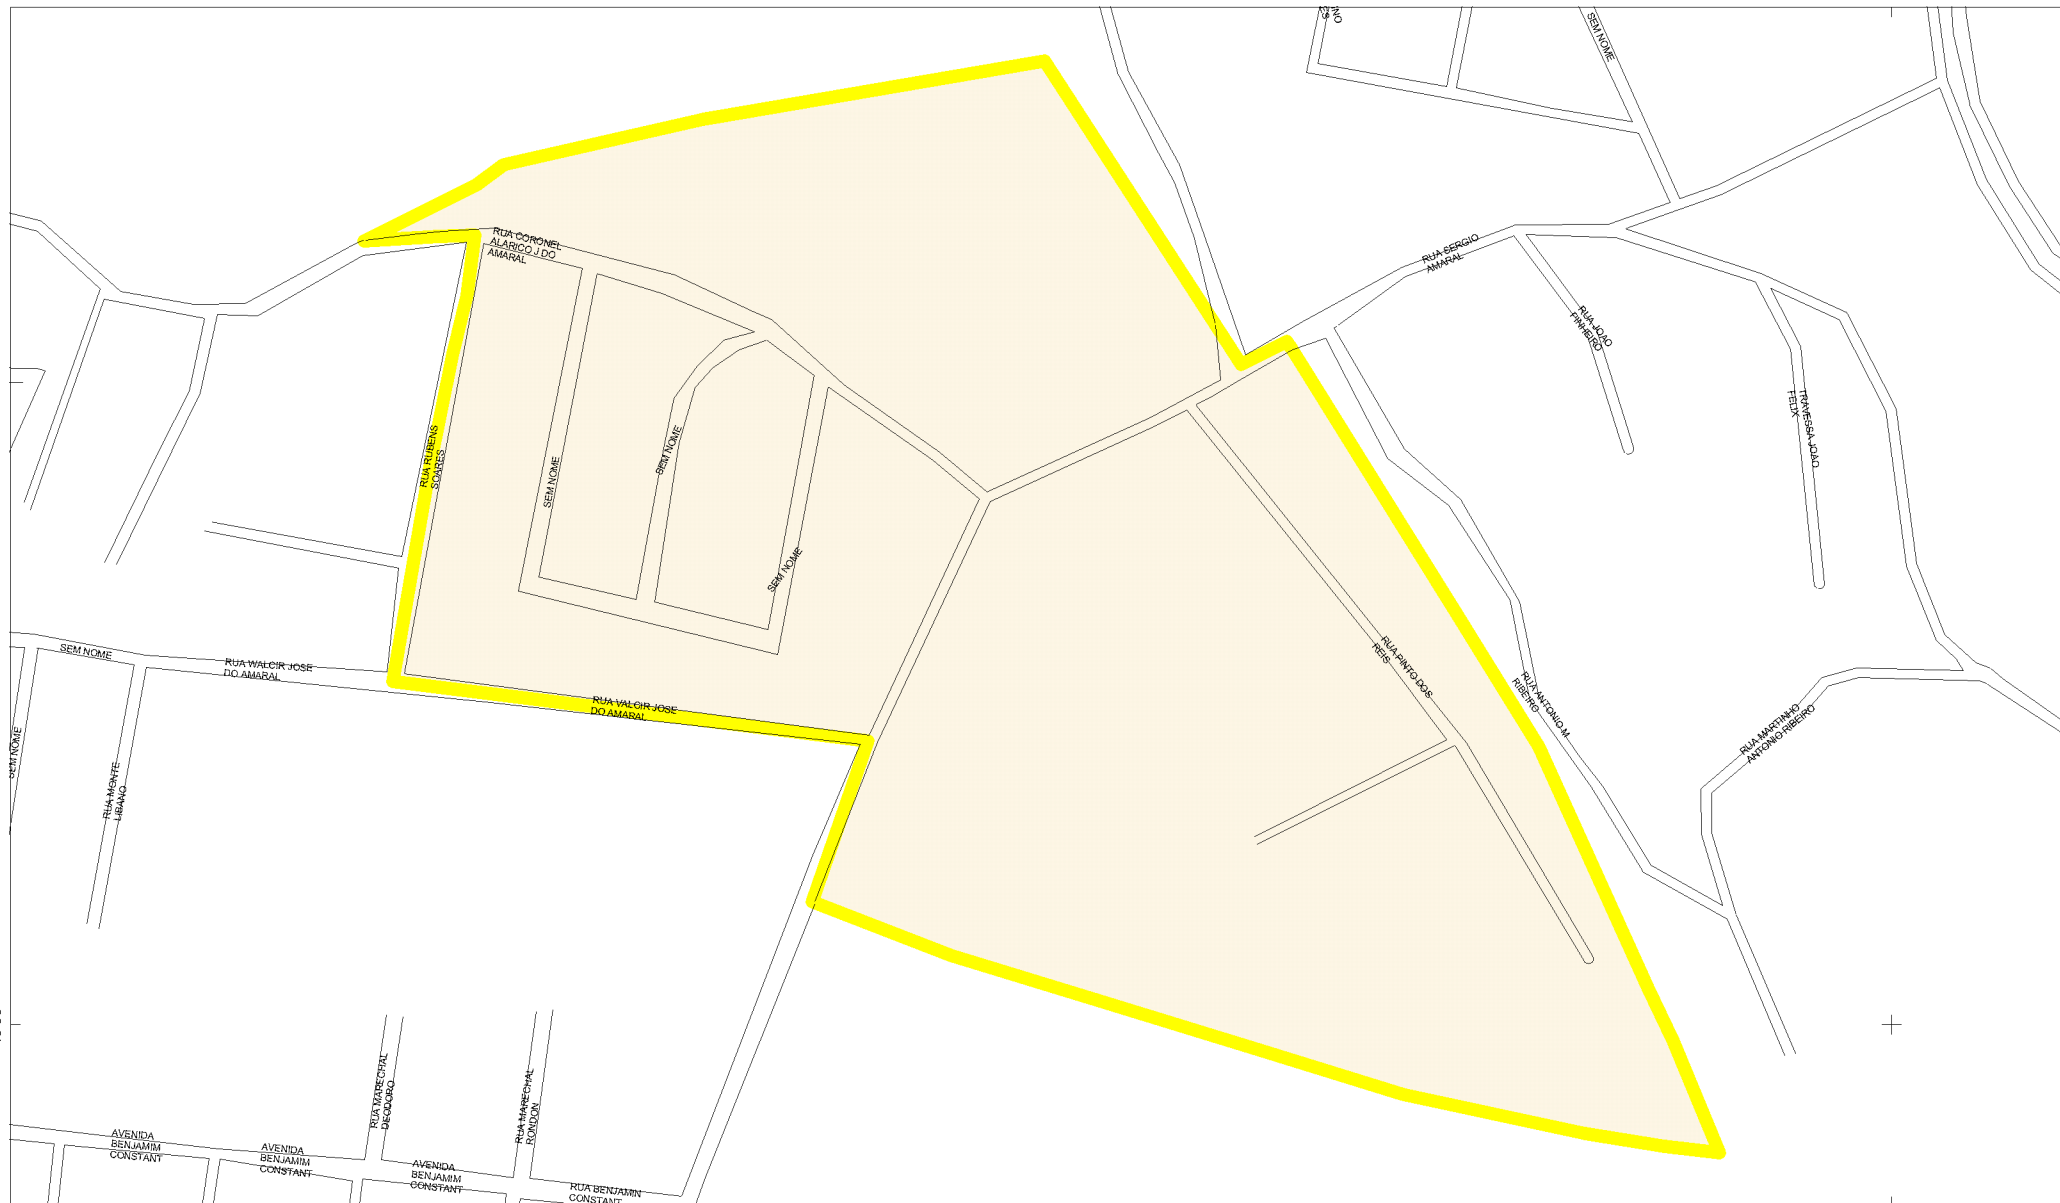 SEM NOME
RUA CORONEL
ALARICO J DO
AMARAL
RUA SERGIO
AMARAL
RUA JOAO
PINHEIRO
TRAVESSA JOAO
FELIX
RUA RUBENS
SOARES
SEM NOME
SEM NOME
SEM NOME
SEM NOME
RUA WALCIR JOSE
DO AMARAL
RUA VALCIR JOSE
DO AMARAL
RUA PINTO DOS
REIS
RUA ANTONIO M
RIBEIRO
RUA MARTINHO
ANTONIO RIBEIRO
SEM NOME
RUA MONTE
LIBANO
RUA MARECHAL
DEODORO
RUA MARECHAL
RONDON
AVENIDA
BENJAMIM
CONSTANT
AVENIDA
BENJAMIM
CONSTANT
AVENIDA
BENJAMIM
CONSTANT
RUA BENJAMIN
CONSTANT